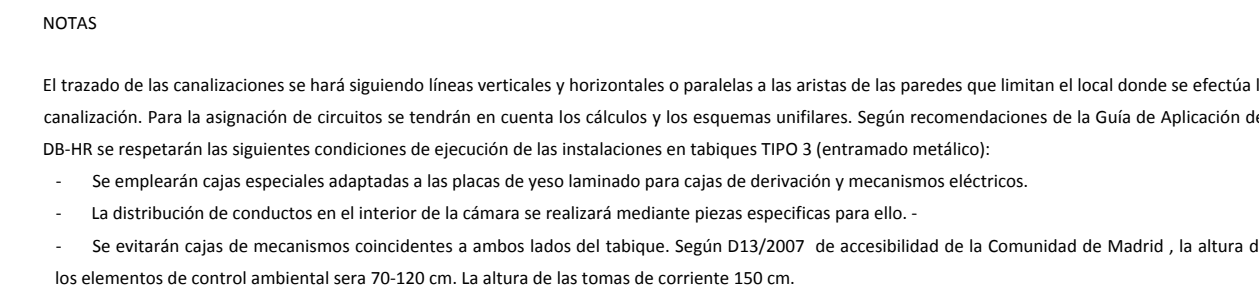 NOTAS
El trazado de las canalizaciones se hará siguiendo líneas verticales y horizontales o paralelas a las aristas de las paredes que limitan el local donde se efectúa l
canalización. Para la asignación de circuitos se tendrán en cuenta los cálculos y los esquemas unifilares. Según recomendaciones de la Guía de Aplicación de
DB-HR se respetarán las siguientes condiciones de ejecución de las instalaciones en tabiques TIPO 3 (entramado metálico):
- Se emplearán cajas especiales adaptadas a las placas de yeso laminado para cajas de derivación y mecanismos eléctricos.
- La distribución de conductos en el interior de la cámara se realizará mediante piezas especificas para ello. -
- Se evitarán cajas de mecanismos coincidentes a ambos lados del tabique. Según D13/2007 de accesibilidad de la Comunidad de Madrid , la altura d
los elementos de control ambiental sera 70-120 cm. La altura de las tomas de corriente 150 cm.